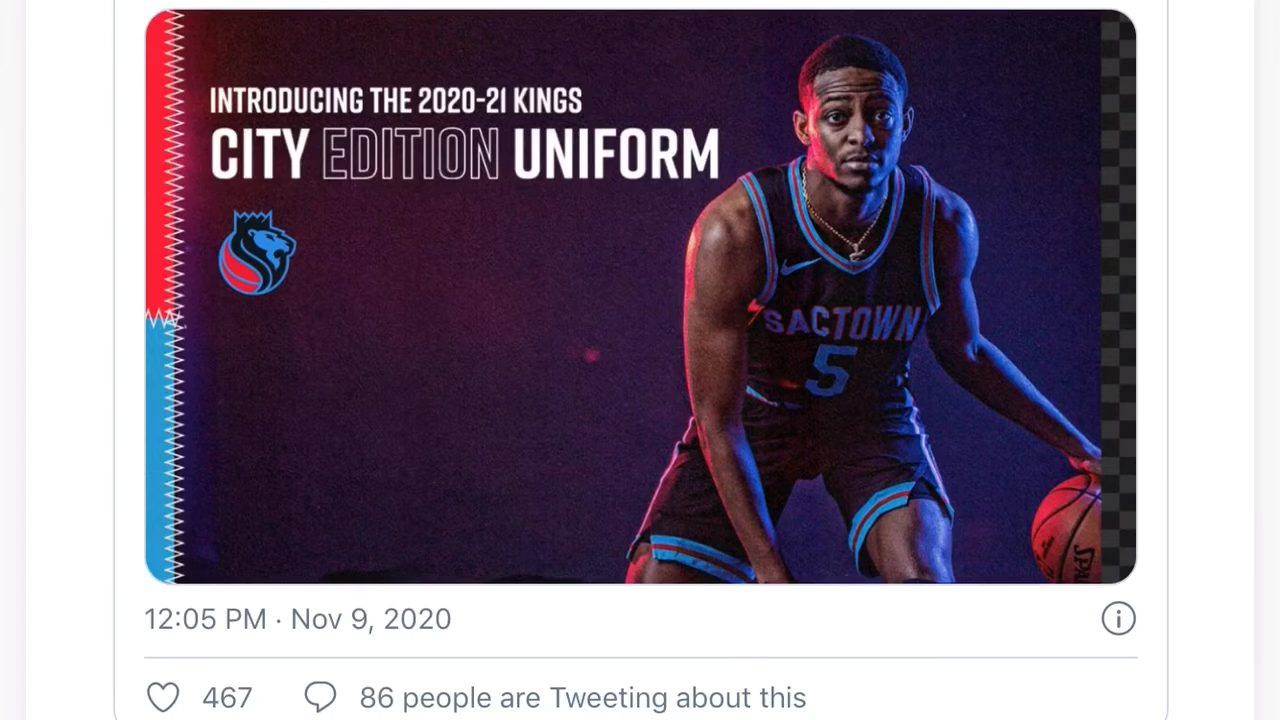 INTRODUCING THE 2020-21 KINGS
CITY EDITION UNIFORM
SACTOWN
5
12:05 PM · Nov 9, 2020
467
86 people are Tweeting about this